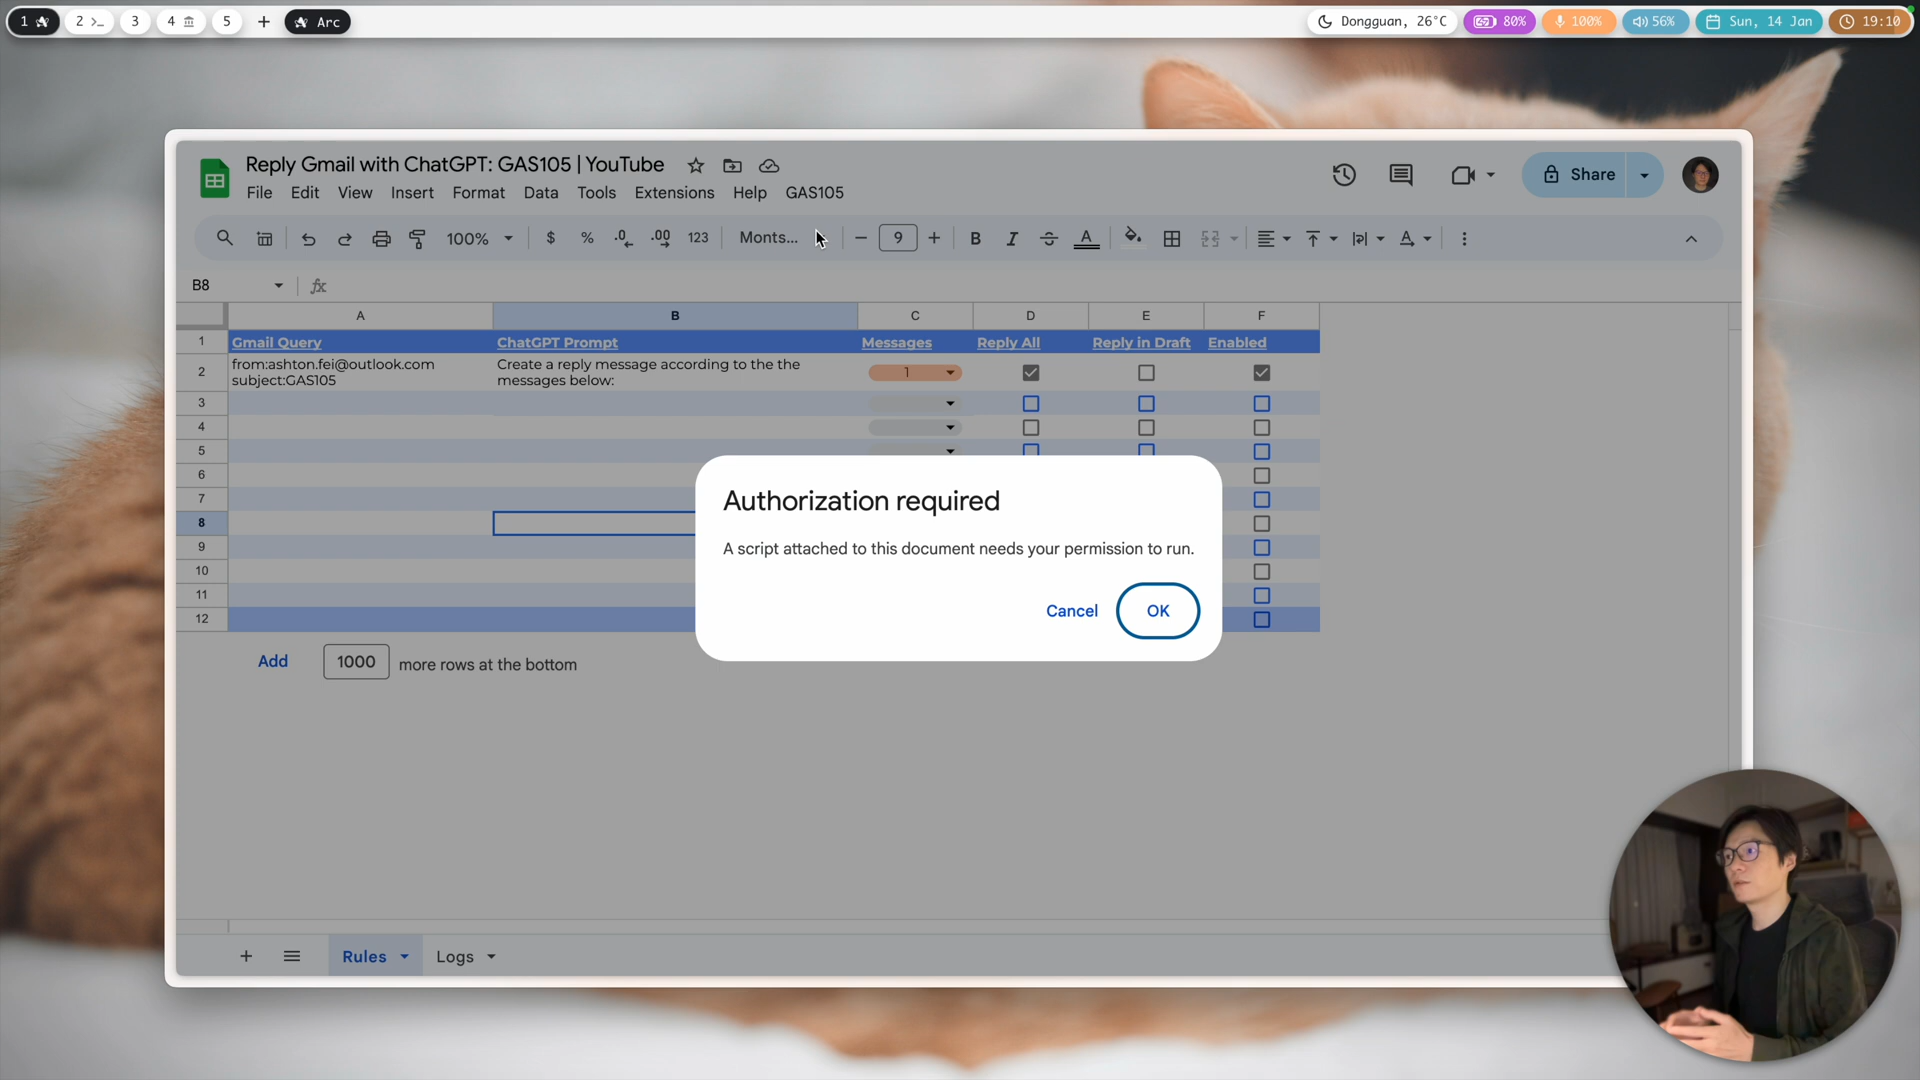 1
2
3
4
5
+
Arc
Dongguan, 26°C
80%
100%
56%
Sun, 14 Jan
19:10
Reply Gmail with ChatGPT: GAS105 | YouTube
File Edit View Insert Format Data Tools Extensions Help GAS105
Share
100%
$
%
.0
.00
123
Monts...
9
B
I
A
B8
fx
A B C D E F
1 Gmail Query ChatGPT Prompt Messages Reply All Reply in Draft Enabled
2
from:ashton.fei@outlook.com
subject:GAS105
Create a reply message according to the the
messages below:
1
3
4
5
6
7
8
9
10
11
12
Authorization required
A script attached to this document needs your permission to run.
Cancel OK
Add 1000 more rows at the bottom
+ Rules Logs